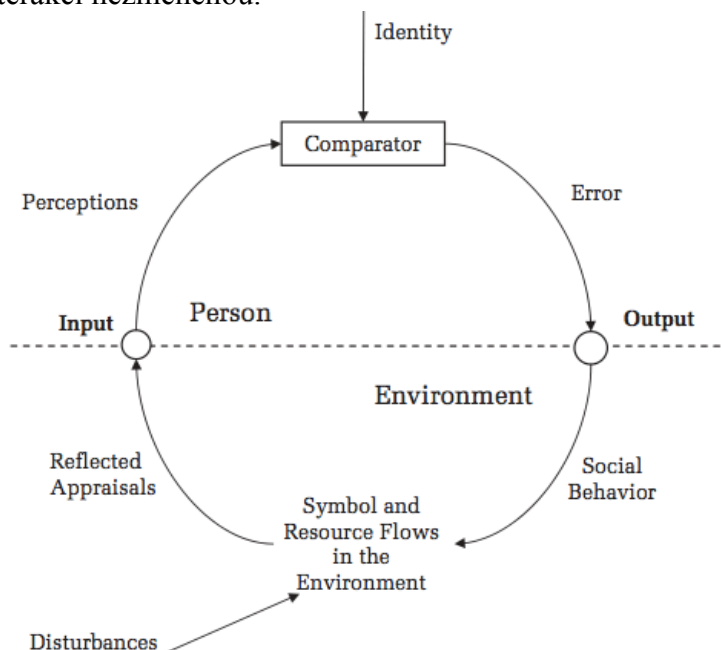 Identity
Comparator
Perceptions
Error
Input
Person
Output
Environment
Reflected
Appraisals
Social
Behavior
Symbol and
Resource Flows
in the
Environment
Disturbances